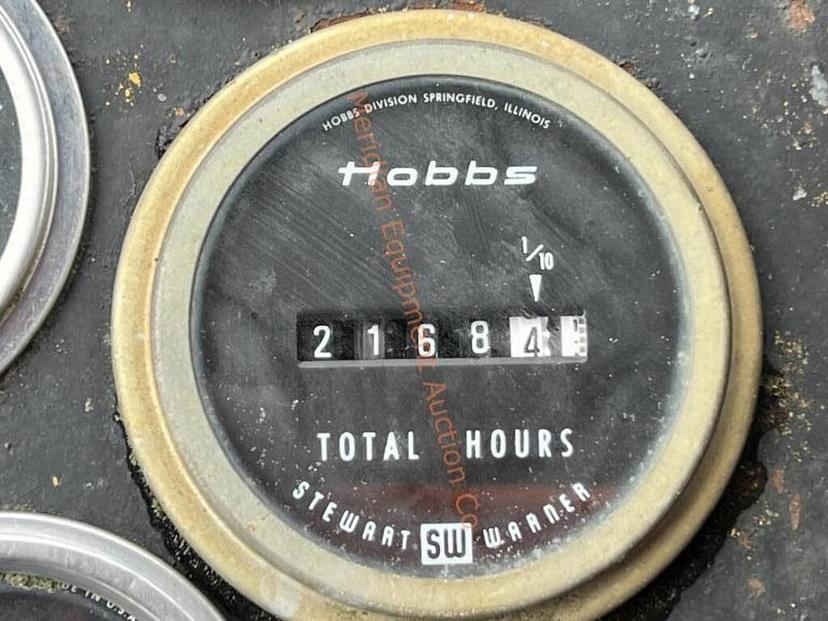 HOBBS DIVISION SPRINGFIELD, ILLINOIS
Hobbs
1/10
2 1 6 8 4
TOTAL HOURS
STEWART SW WARNER
Meridian Equipment Auction Co
IN U.S.A.